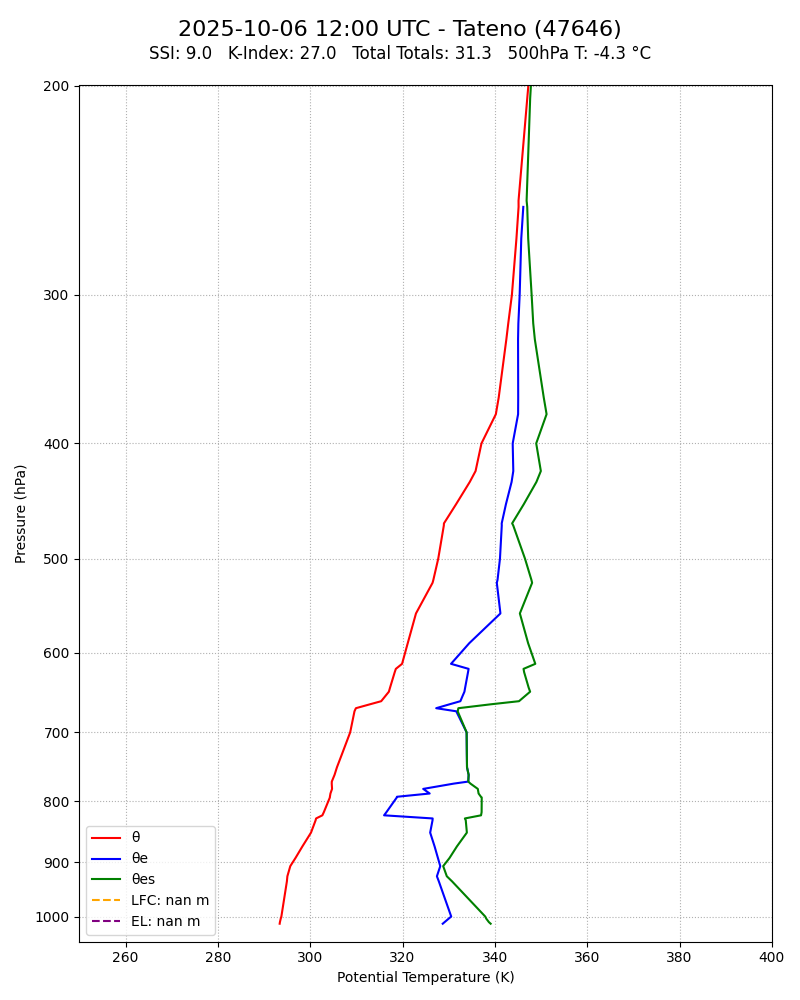 2025-10-06 12:00 UTC - Tateno (47646)
SSI: 9.0   K-Index: 27.0   Total Totals: 31.3   500hPa T: -4.3 °C
200
300
400
500
600
700
800
900
1000
Pressure (hPa)
θ
θe
θes
LFC: nan m
EL: nan m
260 280 300 320 340 360 380 400
Potential Temperature (K)